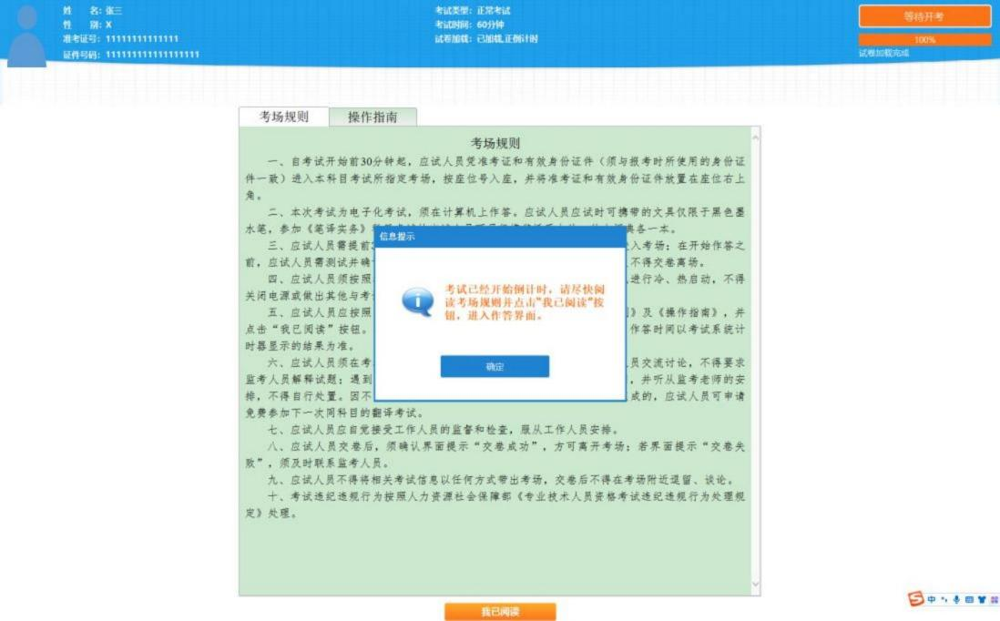 姓 名：张三
性 别：X
准考证号：11111111111111
证件号码：111111111111111111
考试类型：正常考试
考试时间：60分钟
试卷加载：已加载,正倒计时
等待开考
100%
试卷加载完成
考场规则 操作指南
考场规则
一、自考试开始前30分钟起，应试人员凭准考证和有效身份证件（须与报考时所使用的身份证
件一致）进入本科目考试所指定考场，按座位号入座，并将准考证和有效身份证件放置在座位右上
角。
二、本次考试为电子化考试，须在计算机上作答。应试人员应试时可携带的文具仅限于黑色墨
水笔，参加《笔译实务》 典各一本。
三、应试人员需提前 入考场；在开始作答之
前，应试人员需测试并确 不得交卷离场。
四、应试人员须按照 进行冷、热启动，不得
关闭电源或做出其他与考
五、应试人员应按照 》及《操作指南》，并
点击“我已阅读”按钮。 作答时间以考试系统计
时器显示的结果为准。
六、应试人员须在考 员交流讨论，不得要求
监考人员解释试题；遇到 ，并听从监考老师的安
排，不得自行处置。因不 成的，应试人员可申请
免费参加下一次同科目的翻译考试。
七、应试人员应自觉接受工作人员的监督和检查，服从工作人员安排。
八、应试人员交卷后，须确认界面提示“交卷成功”，方可离开考场；若界面提示“交卷失
败”，须及时联系监考人员。
九、应试人员不得将相关考试信息以任何方式带出考场，交卷后不得在考场附近逗留、谈论。
十、考试违纪违规行为按照人力资源社会保障部《专业技术人员资格考试违纪违规行为处理规
定》处理。
信息提示
考试已经开始倒计时，请尽快阅
读考场规则并点击"我已阅读"按
钮，进入作答界面。
确定
我已阅读
中